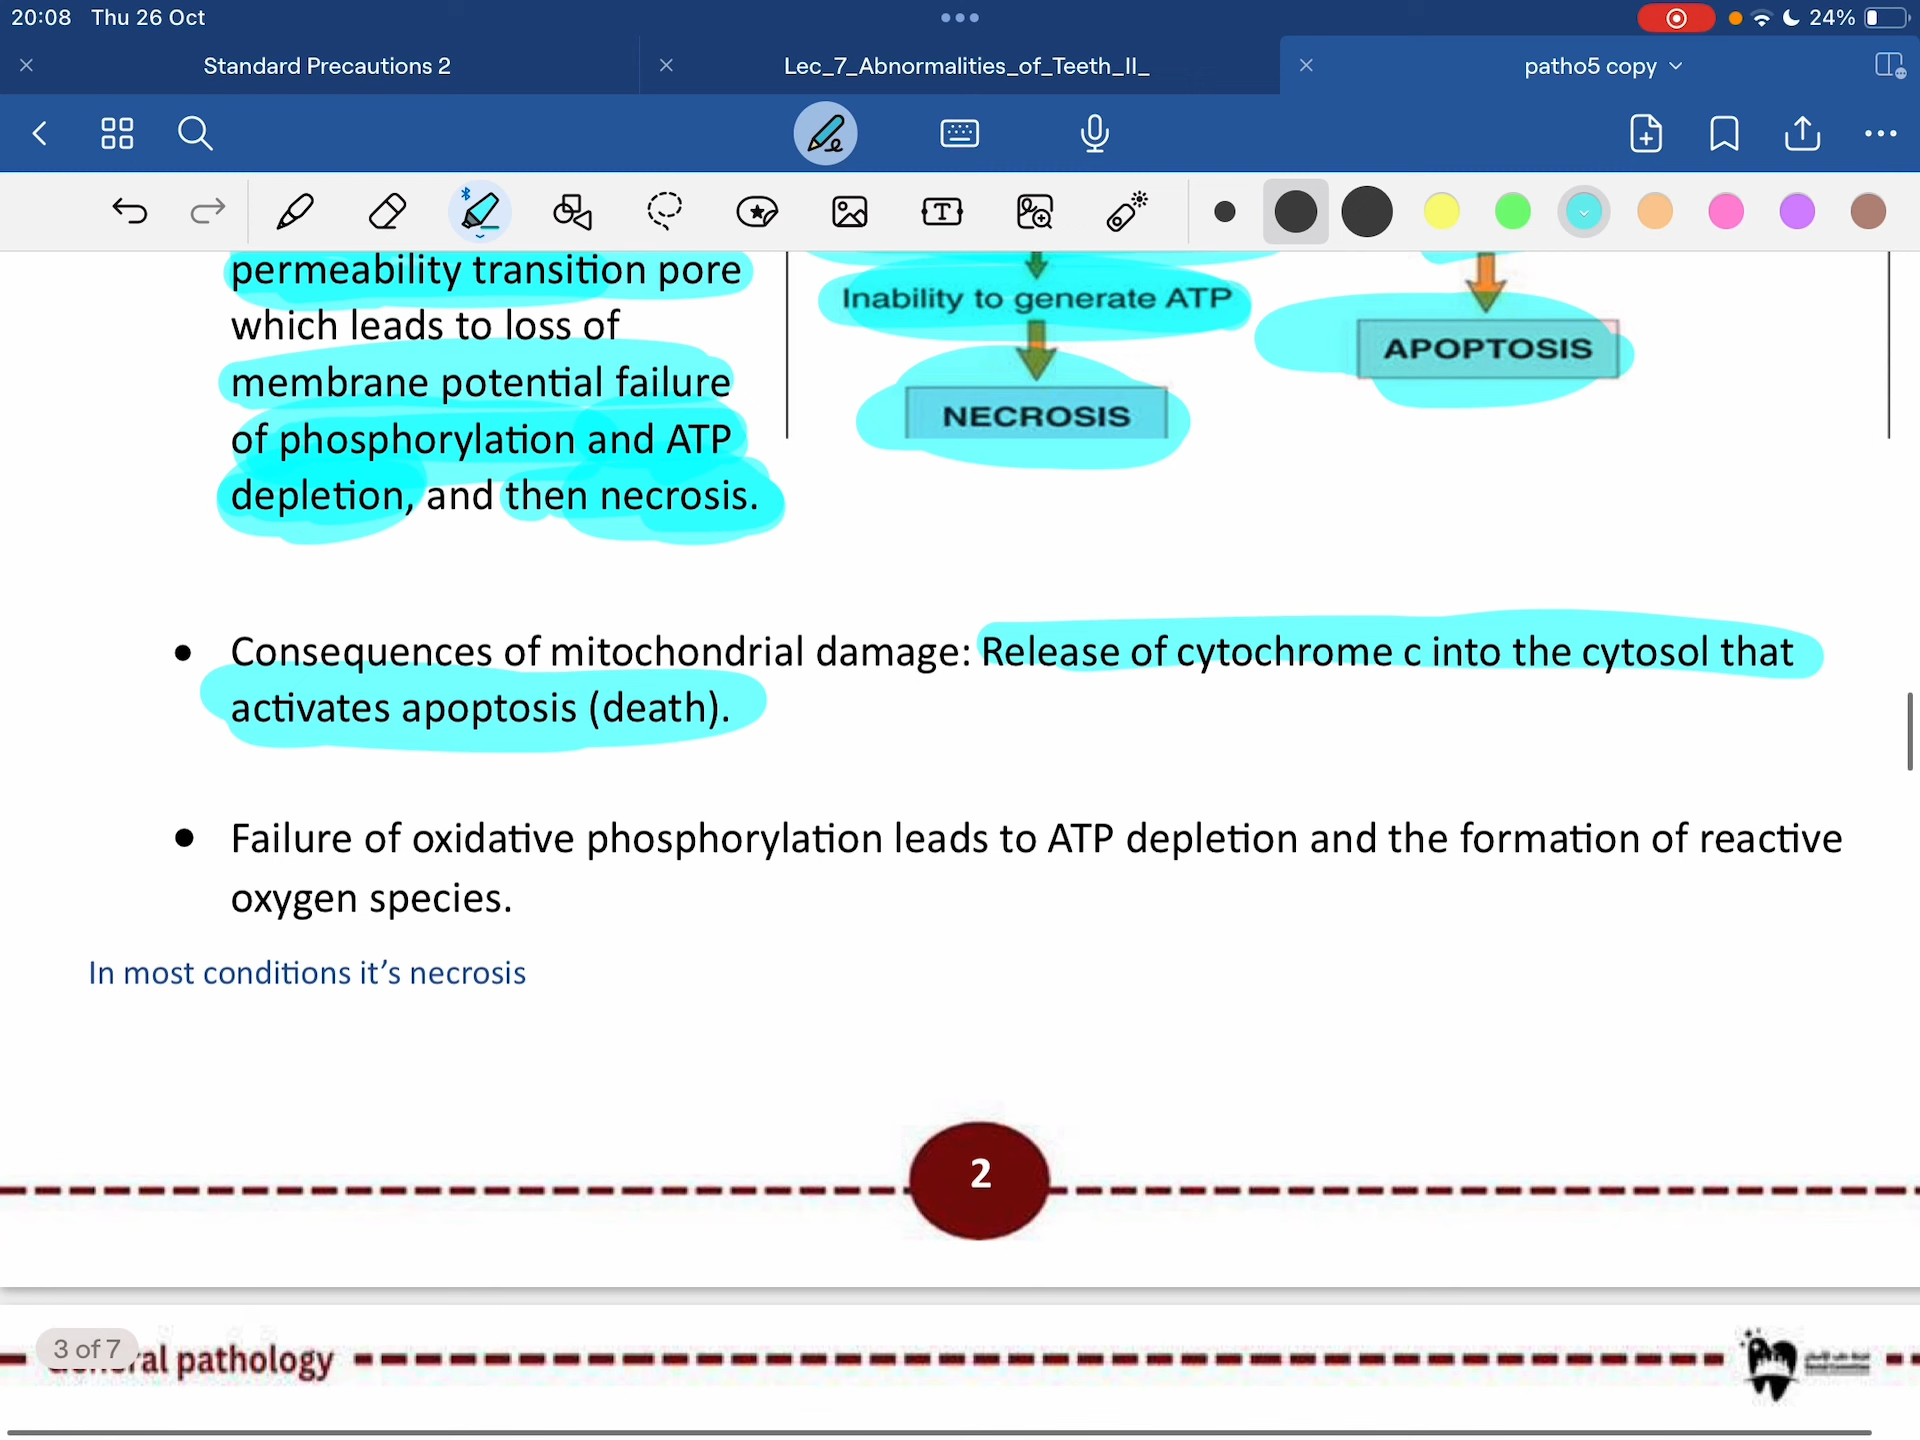 20:08 Thu 26 Oct
24%
Standard Precautions 2
Lec_7_Abnormalities_of_Teeth_II_
patho5 copy
permeability transition pore
which leads to loss of
membrane potential failure
of phosphorylation and ATP
depletion, and then necrosis.
Inability to generate ATP
NECROSIS
APOPTOSIS
• Consequences of mitochondrial damage: Release of cytochrome c into the cytosol that
activates apoptosis (death).
• Failure of oxidative phosphorylation leads to ATP depletion and the formation of reactive
oxygen species.
In most conditions it’s necrosis
2
3 of 7
General pathology